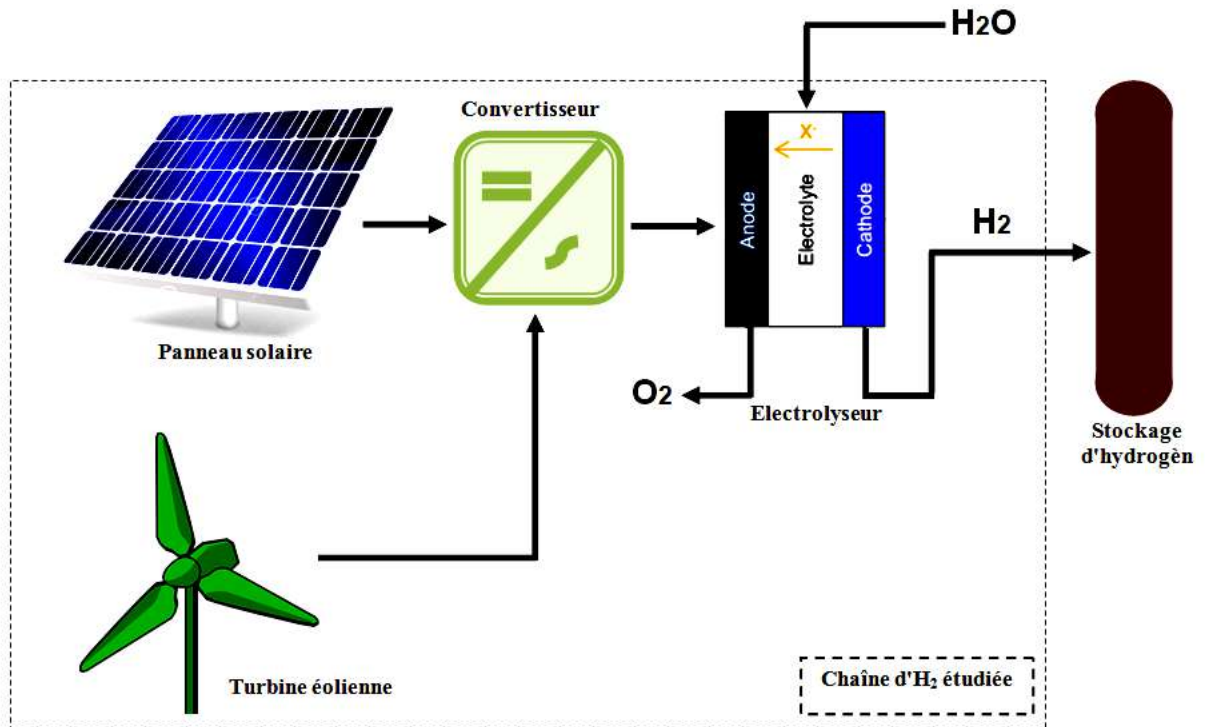 H2O
Convertisseur
X-
Anode
Electrolyte
Cathode
H2
Panneau solaire
O2
Electrolyseur
Stockage
d'hydrogèn
Turbine éolienne
Chaîne d'H2 étudiée